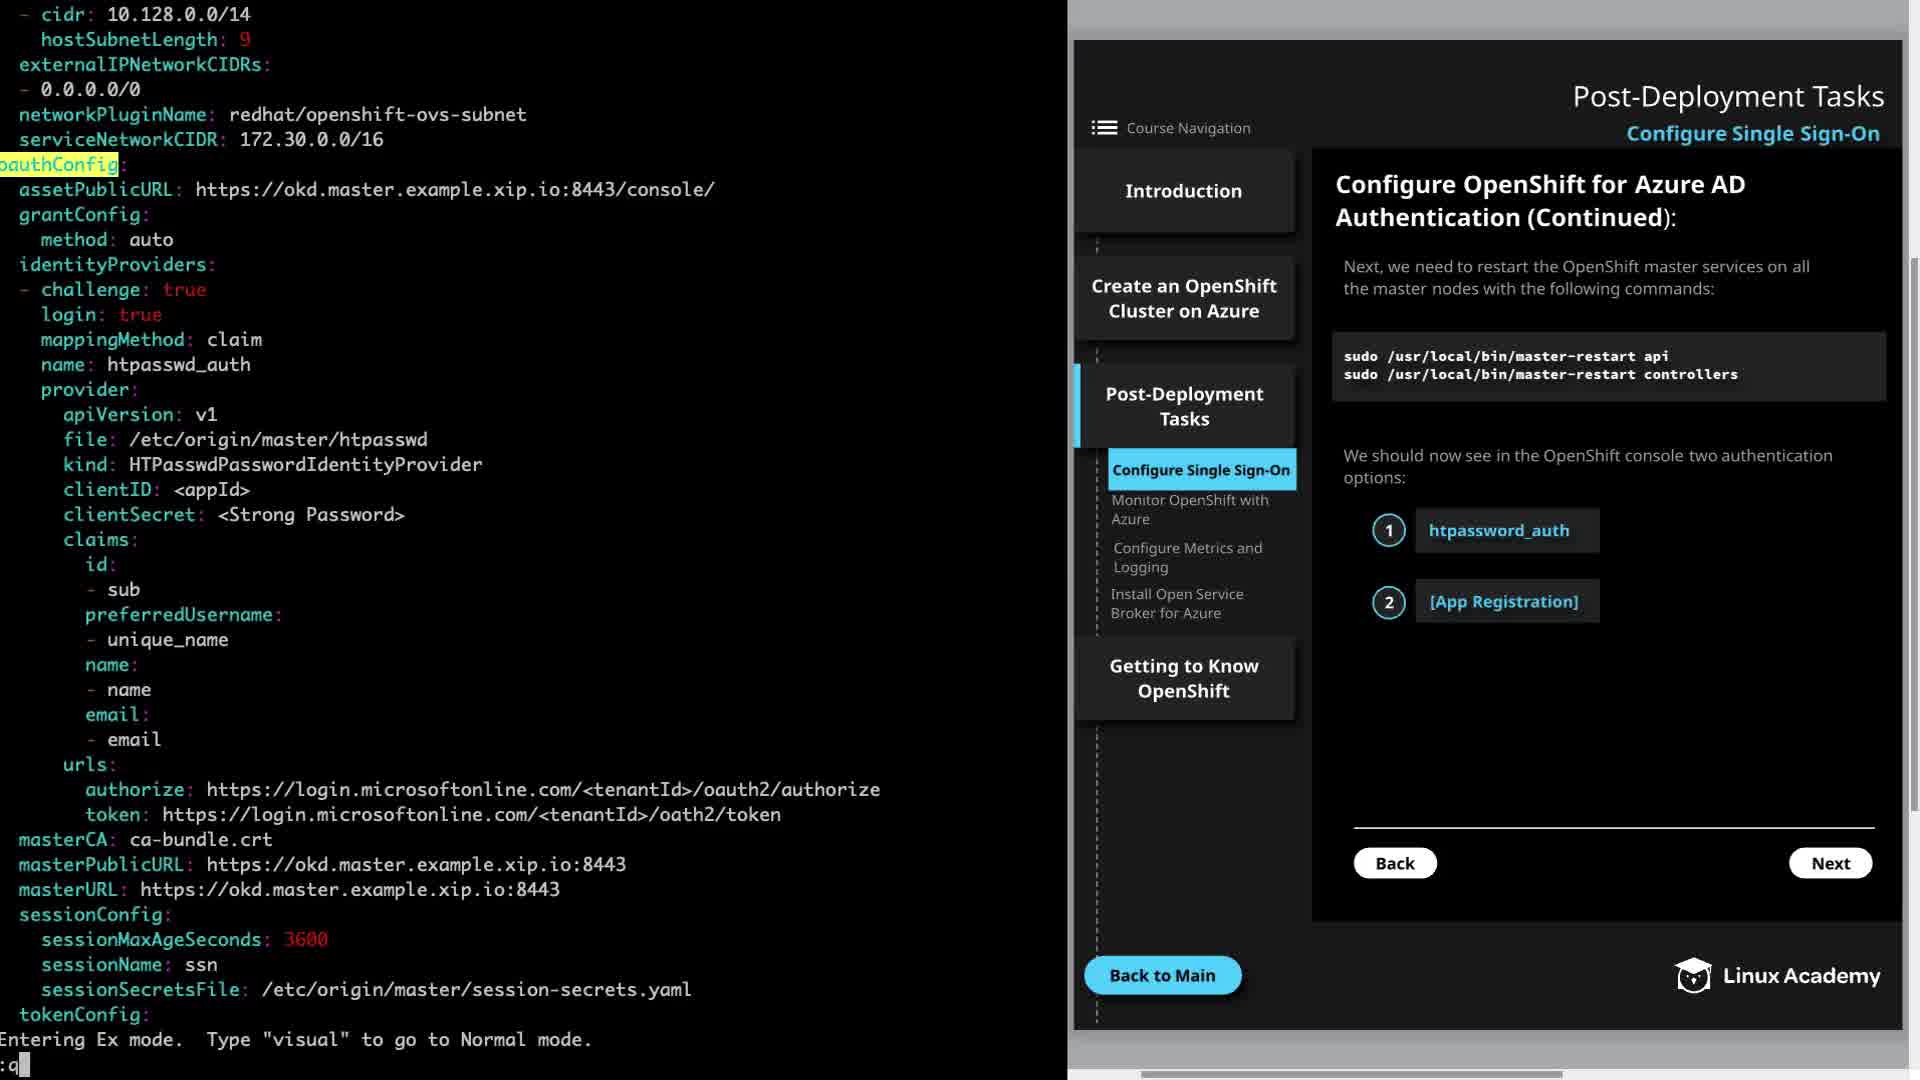 - cidr: 10.128.0.0/14
hostSubnetLength: 9
externalIPNetworkCIDRs:
- 0.0.0.0/0
networkPluginName: redhat/openshift-ovs-subnet
serviceNetworkCIDR: 172.30.0.0/16
oauthConfig:
assetPublicURL: https://okd.master.example.xip.io:8443/console/
grantConfig:
method: auto
identityProviders:
- challenge: true
login: true
mappingMethod: claim
name: htpasswd_auth
provider:
apiVersion: v1
file: /etc/origin/master/htpasswd
kind: HTPasswdPasswordIdentityProvider
clientID: <appId>
clientSecret: <Strong Password>
claims:
id:
- sub
preferredUsername:
- unique_name
name:
- name
email:
- email
urls:
authorize: https://login.microsoftonline.com/<tenantId>/oauth2/authorize
token: https://login.microsoftonline.com/<tenantId>/oath2/token
masterCA: ca-bundle.crt
masterPublicURL: https://okd.master.example.xip.io:8443
masterURL: https://okd.master.example.xip.io:8443
sessionConfig:
sessionMaxAgeSeconds: 3600
sessionName: ssn
sessionSecretsFile: /etc/origin/master/session-secrets.yaml
tokenConfig:
Entering Ex mode.  Type "visual" to go to Normal mode.
:q
Post-Deployment Tasks
Configure Single Sign-On
Course Navigation
Introduction
Create an OpenShift
Cluster on Azure
Post-Deployment
Tasks
Configure Single Sign-On
Monitor OpenShift with
Azure
Configure Metrics and
Logging
Install Open Service
Broker for Azure
Getting to Know
OpenShift
Back to Main
Configure OpenShift for Azure AD
Authentication (Continued):
Next, we need to restart the OpenShift master services on all
the master nodes with the following commands:
sudo /usr/local/bin/master-restart api
sudo /usr/local/bin/master-restart controllers
We should now see in the OpenShift console two authentication
options:
1 htpassword_auth
2 [App Registration]
Back
Next
Linux Academy